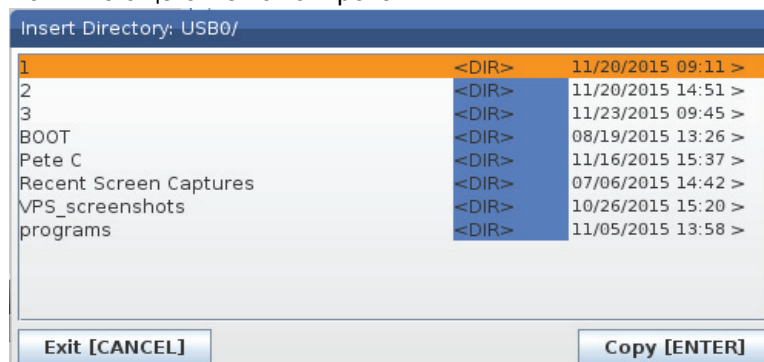 Insert Directory: USB0/
1 <DIR> 11/20/2015 09:11 >
2 <DIR> 11/20/2015 14:51 >
3 <DIR> 11/23/2015 09:45 >
BOOT <DIR> 08/19/2015 13:26 >
Pete C <DIR> 11/16/2015 15:37 >
Recent Screen Captures <DIR> 07/06/2015 14:42 >
VPS_screenshots <DIR> 10/26/2015 15:20 >
programs <DIR> 11/05/2015 13:58 >
Exit [CANCEL] Copy [ENTER]